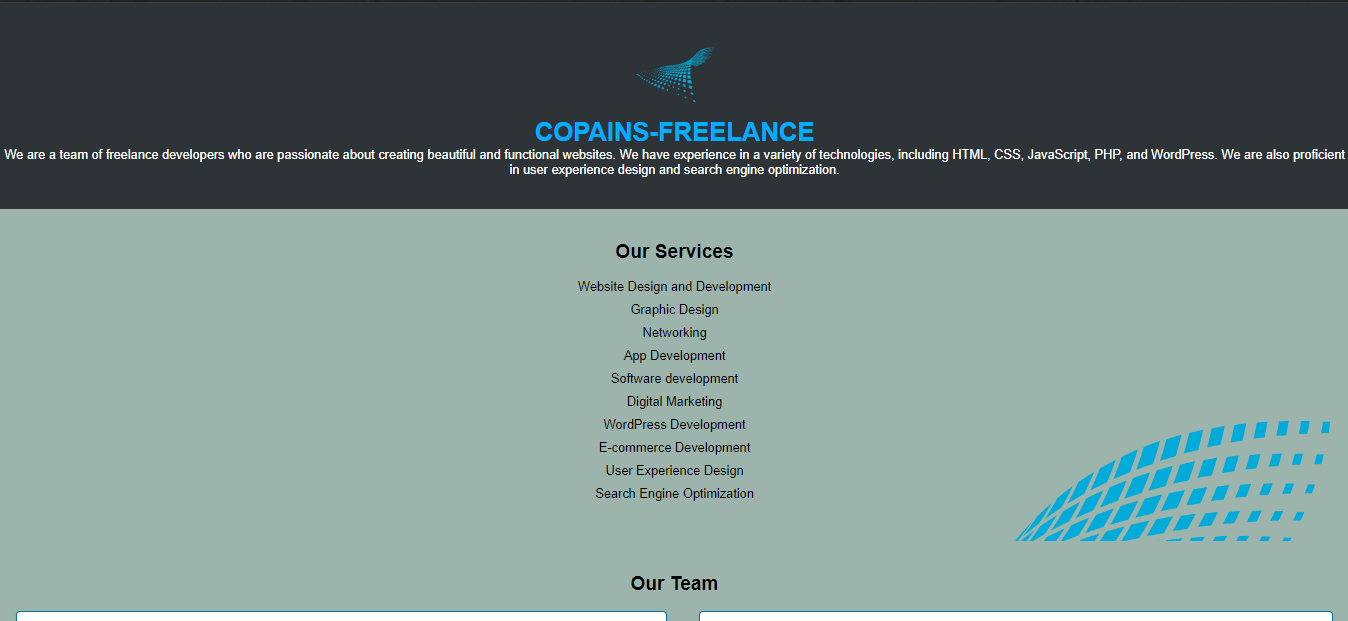 COPAINS-FREELANCE
We are a team of freelance developers who are passionate about creating beautiful and functional websites. We have experience in a variety of technologies, including HTML, CSS, JavaScript, PHP, and WordPress. We are also proficient
in user experience design and search engine optimization.
Our Services
Website Design and Development
Graphic Design
Networking
App Development
Software development
Digital Marketing
WordPress Development
E-commerce Development
User Experience Design
Search Engine Optimization
Our Team